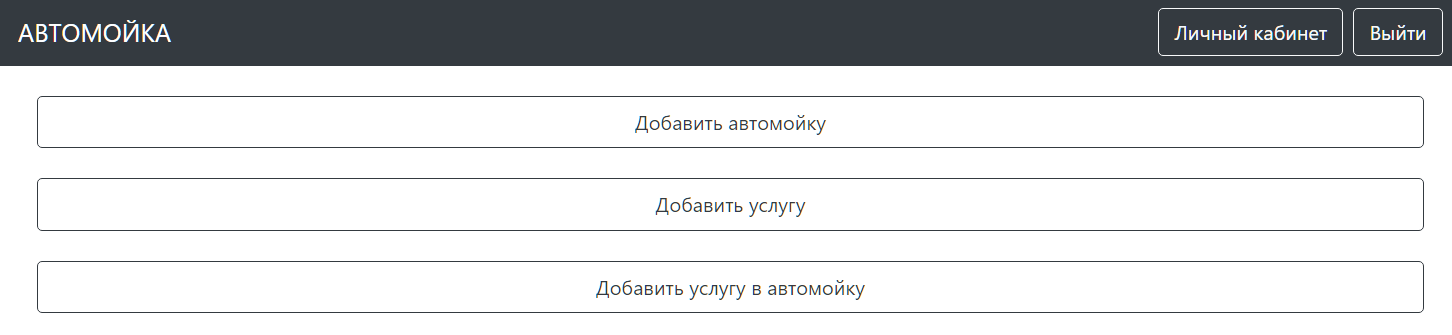 АВТОМОЙКА Личный кабинет Выйти
Добавить автомойку
Добавить услугу
Добавить услугу в автомойку